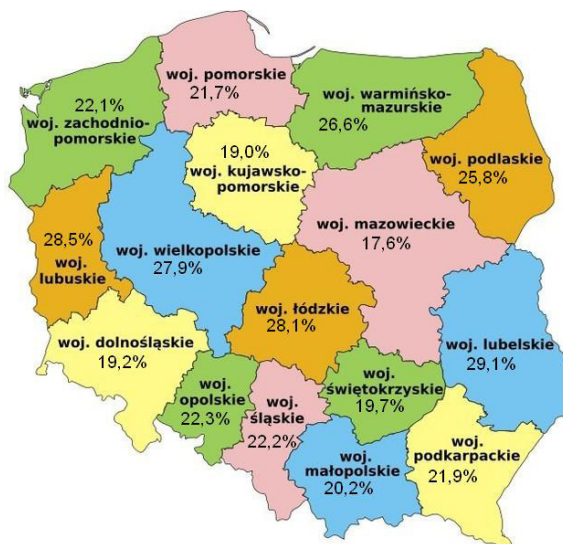 woj. pomorskie
21,7%
22,1%
woj. zachodnio-
pomorskie
woj. warmińsko-
mazurskie
26,6%
19,0%
woj. kujawsko-
pomorskie
woj. podlaskie
25,8%
woj. mazowieckie
17,6%
28,5%
woj.
lubuskie
woj. wielkopolskie
27,9%
woj. łódzkie
28,1%
woj. dolnośląskie
19,2%
woj. lubelskie
29,1%
woj.
opolskie
22,3%
woj.
śląskie
22,2%
woj.
świętokrzyskie
19,7%
woj.
małopolskie
20,2%
woj.
podkarpackie
21,9%